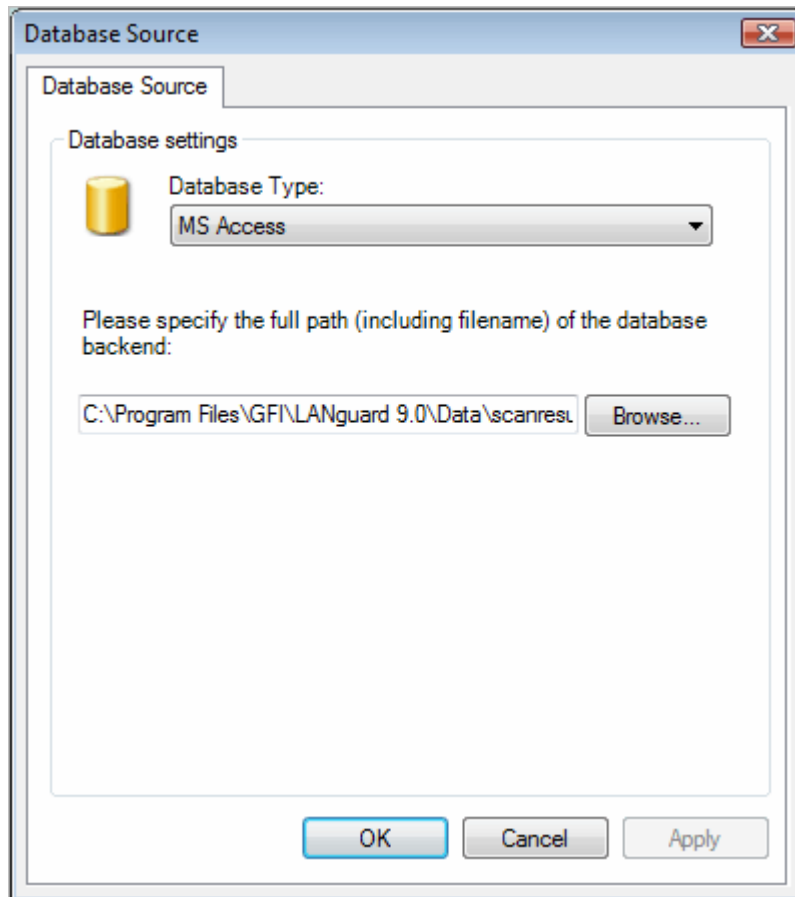 Database Source
Database Source
Database settings
Database Type:
MS Access
Please specify the full path (including filename) of the database
backend:
C:\Program Files\GFI\LANguard 9.0\Data\scanresu
Browse...
OK
Cancel
Apply